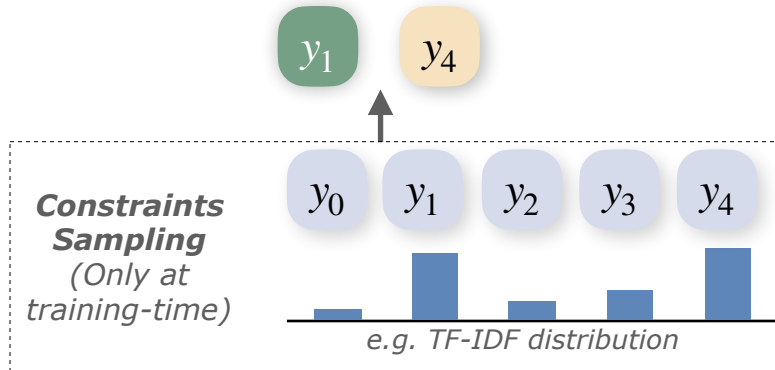 y₁ y₄
y₀ y₁ y₂ y₃ y₄
Constraints
Sampling
(Only at
training-time)
e.g. TF-IDF distribution